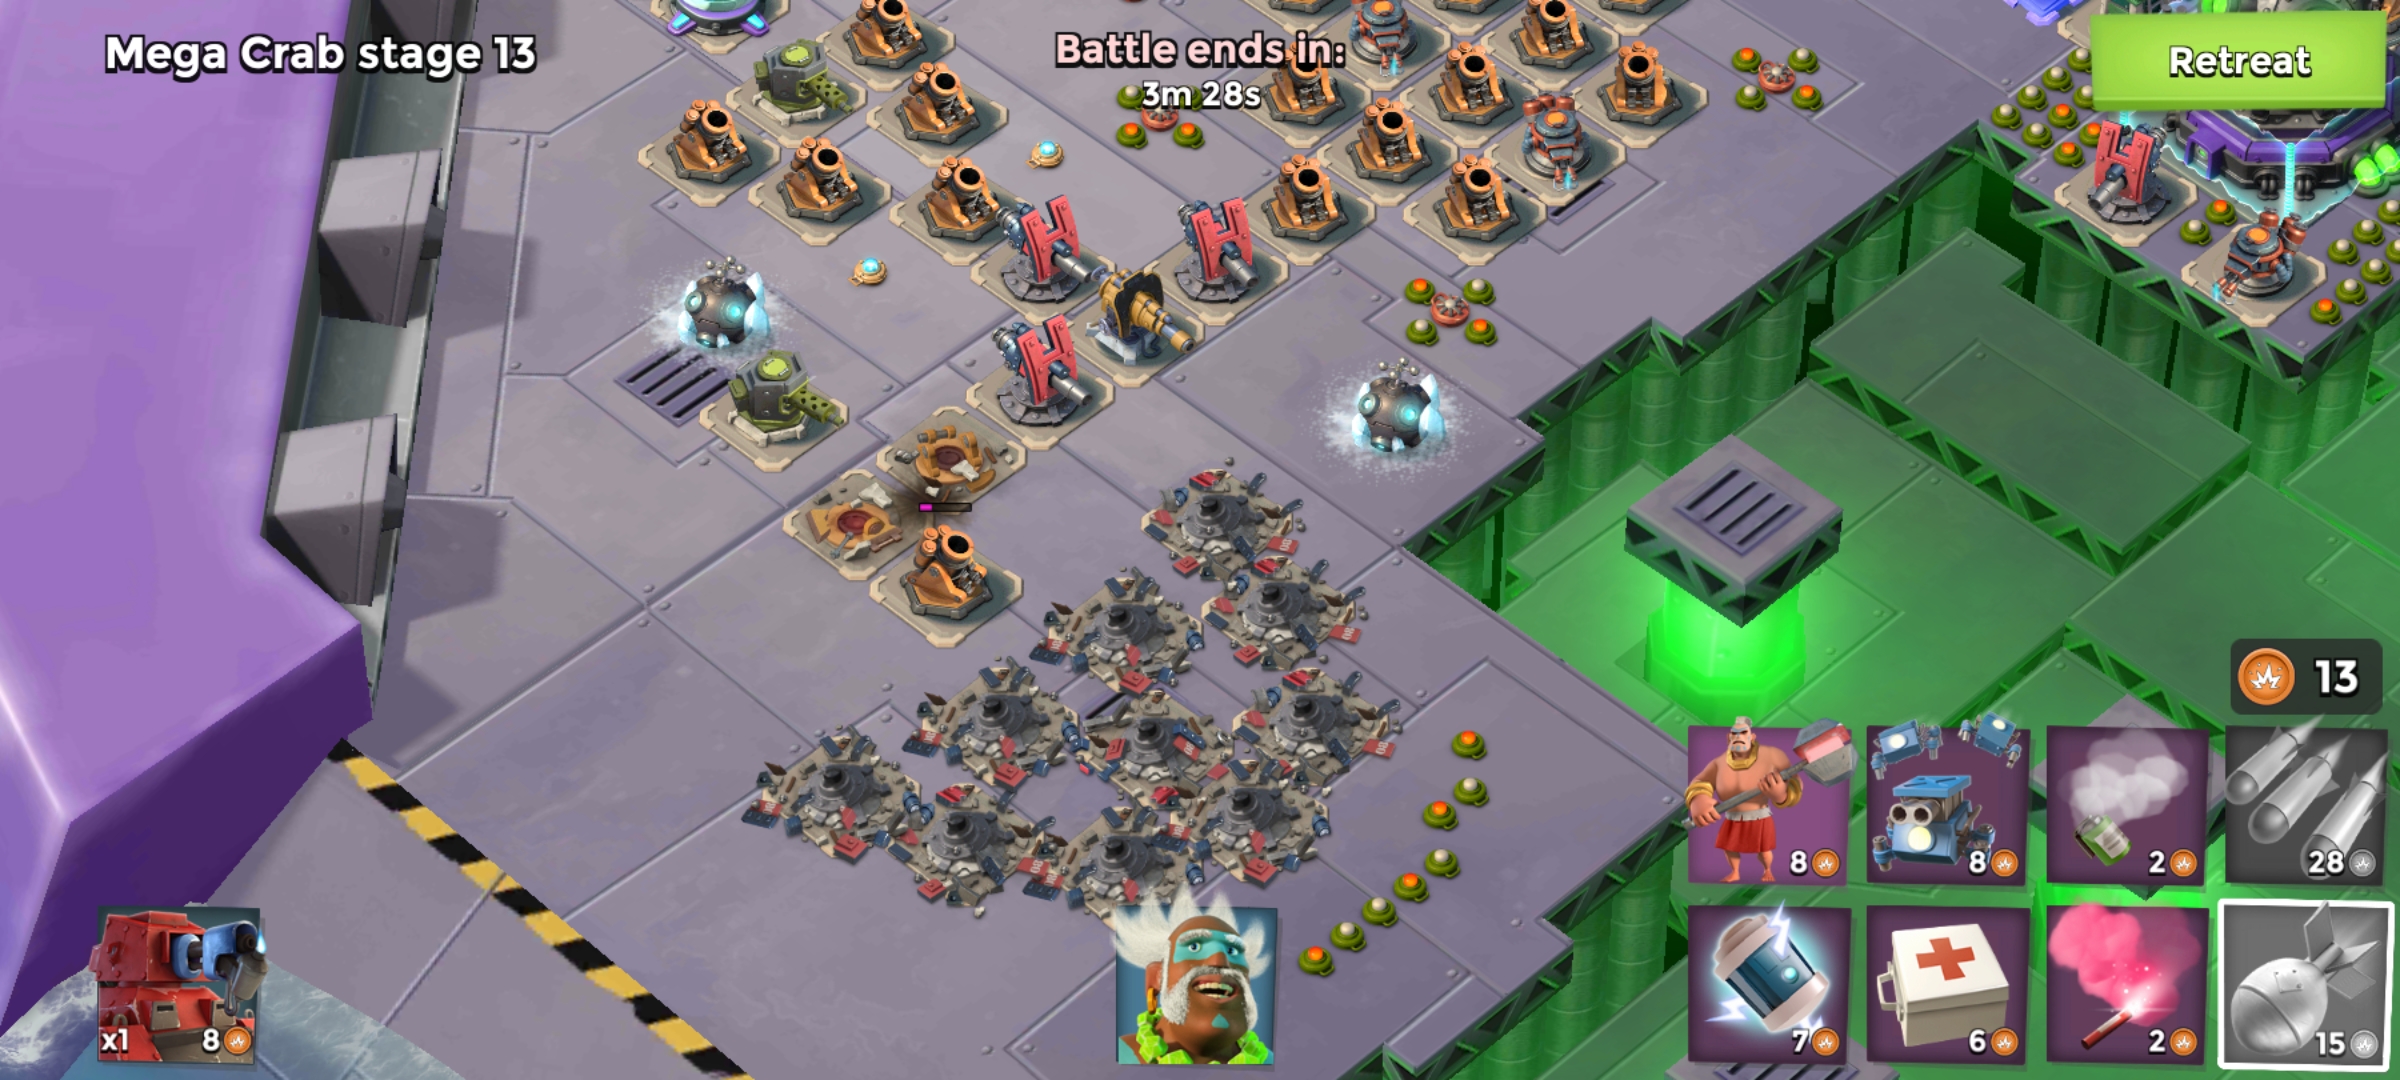 Mega Crab stage 13
Battle ends in:
3m 28s
Retreat
13
8
8
2
28
x1
8
7
6
2
15